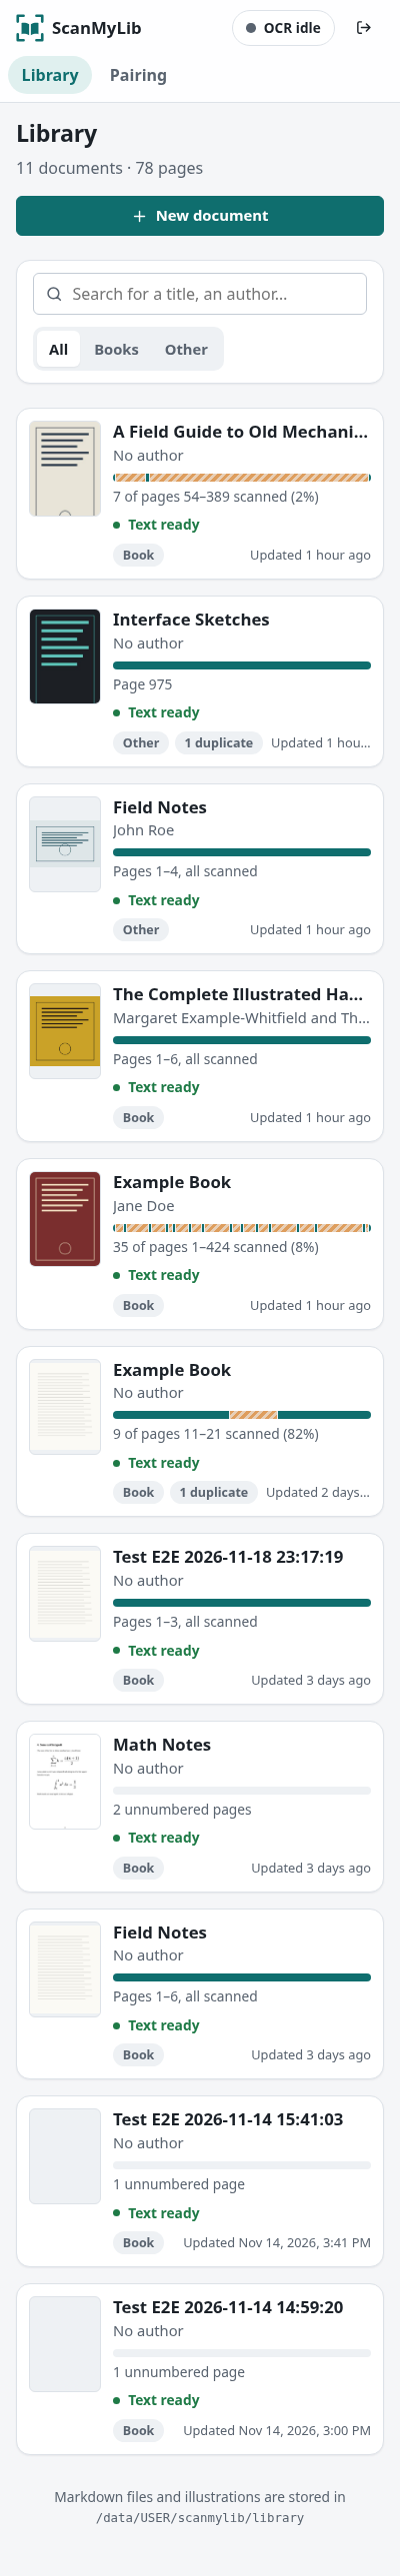 ScanMyLib
OCR idle
Library
Pairing
Library
11 documents · 78 pages
New document
Search for a title, an author...
All
Books
Other
A Field Guide to Old Mechani...
No author
7 of pages 54–389 scanned (2%)
Text ready
Book
Updated 1 hour ago
Interface Sketches
No author
Page 975
Text ready
Other
1 duplicate
Updated 1 hou...
Field Notes
John Roe
Pages 1–4, all scanned
Text ready
Other
Updated 1 hour ago
The Complete Illustrated Ha...
Margaret Example-Whitfield and Th...
Pages 1–6, all scanned
Text ready
Book
Updated 1 hour ago
Example Book
Jane Doe
35 of pages 1–424 scanned (8%)
Text ready
Book
Updated 1 hour ago
Example Book
No author
9 of pages 11–21 scanned (82%)
Text ready
Book
1 duplicate
Updated 2 days...
Test E2E 2026-11-18 23:17:19
No author
Pages 1–3, all scanned
Text ready
Book
Updated 3 days ago
Math Notes
No author
2 unnumbered pages
Text ready
Book
Updated 3 days ago
Field Notes
No author
Pages 1–6, all scanned
Text ready
Book
Updated 3 days ago
Test E2E 2026-11-14 15:41:03
No author
1 unnumbered page
Text ready
Book
Updated Nov 14, 2026, 3:41 PM
Test E2E 2026-11-14 14:59:20
No author
1 unnumbered page
Text ready
Book
Updated Nov 14, 2026, 3:00 PM
Markdown files and illustrations are stored in
/data/USER/scanmylib/library